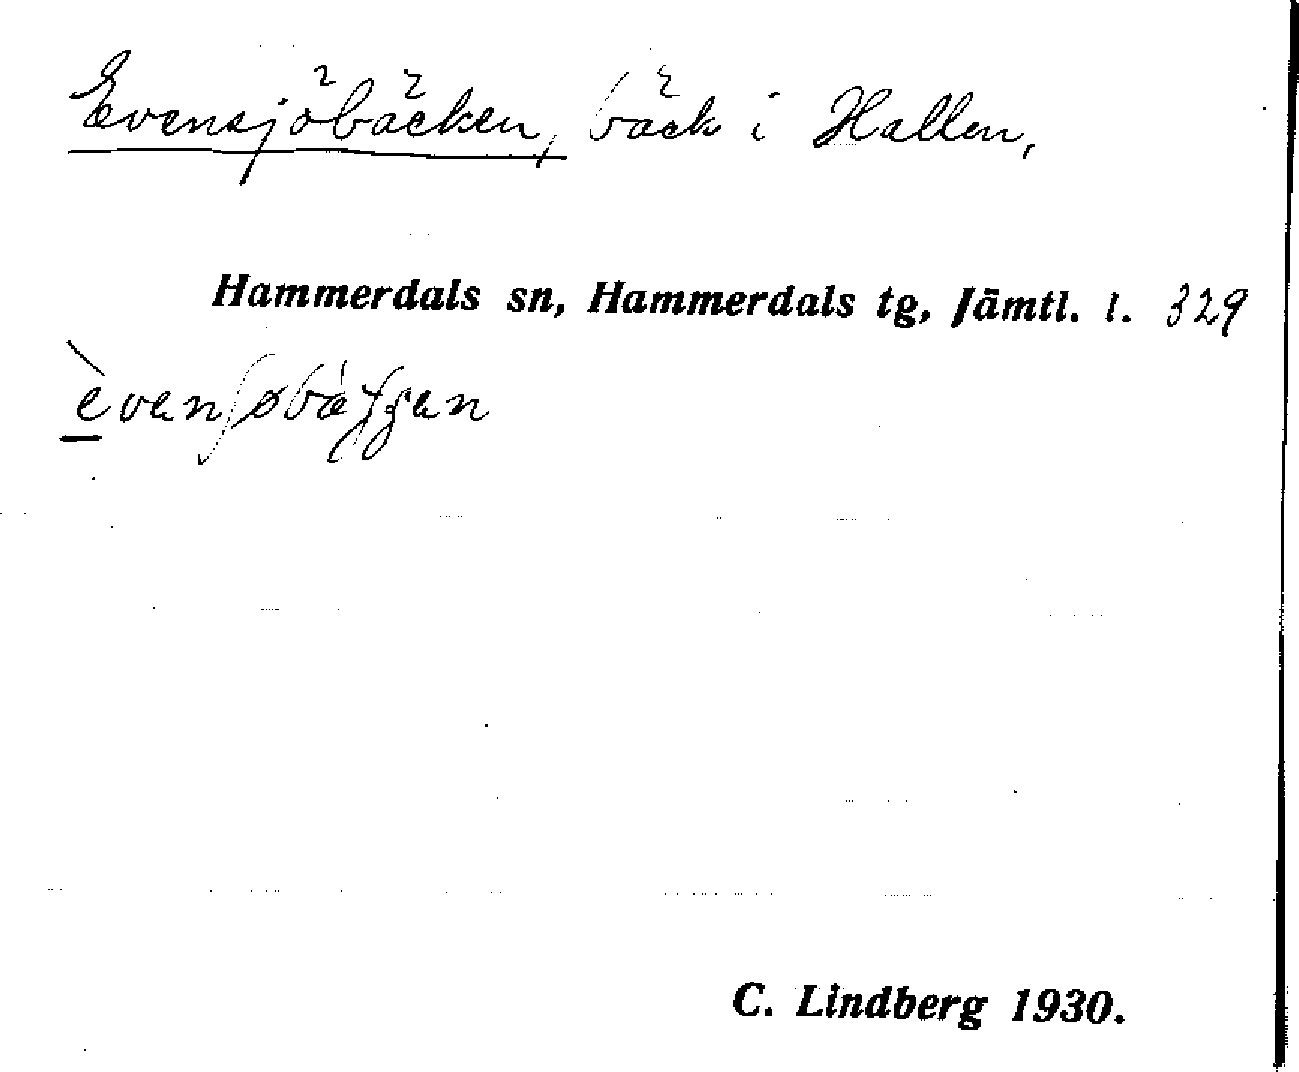 Evensjöbäcken, bäck i Hallen,
Hammerdals sn, Hammerdals tg, Jämtl. l. 329
C. Lindberg 1930.